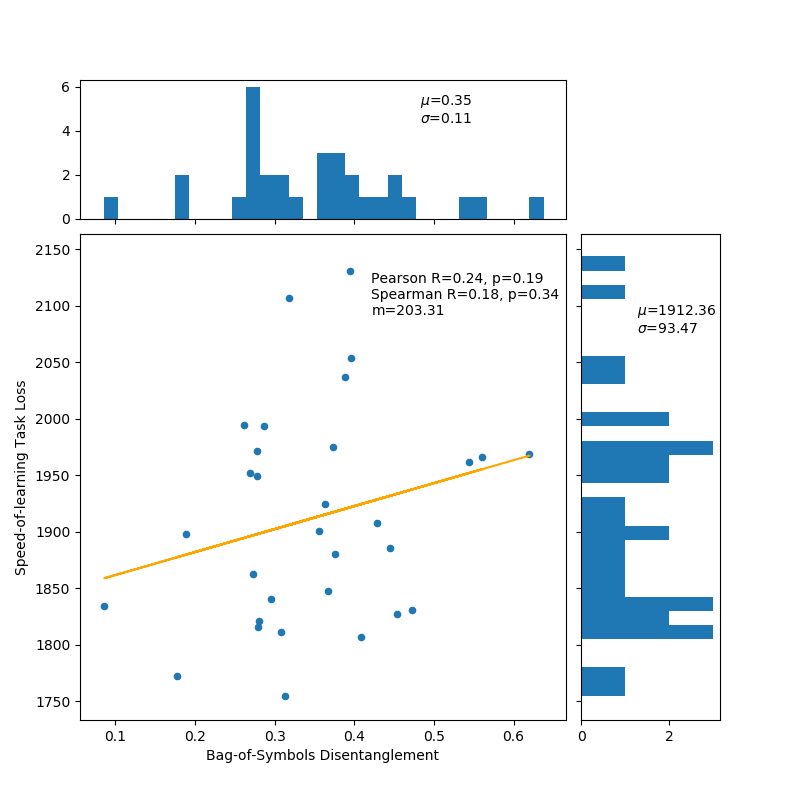 6
4
2
0
μ=0.35
σ=0.11
2150
2100
2050
2000
1950
1900
1850
1800
1750
Speed-of-learning Task Loss
Pearson R=0.24, p=0.19
Spearman R=0.18, p=0.34
m=203.31
0.1
0.2
0.3
0.4
0.5
0.6
Bag-of-Symbols Disentanglement
μ=1912.36
σ=93.47
0
2